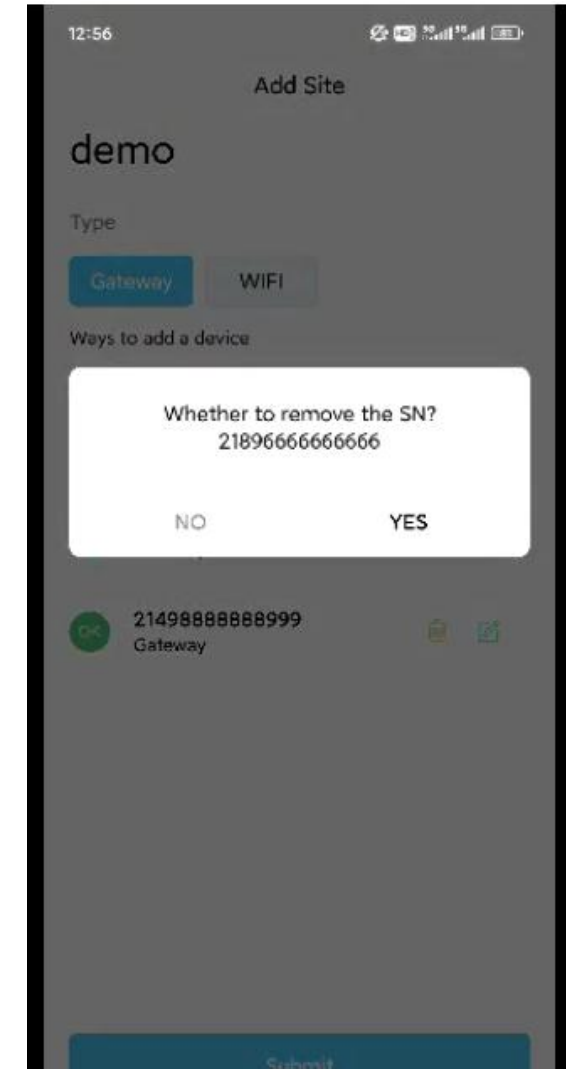 12:56
Add Site
demo
Type
Gateway WIFI
Ways to add a device
Whether to remove the SN?
21896666666666
NO YES
OK 21498888888999
Gateway
Submit